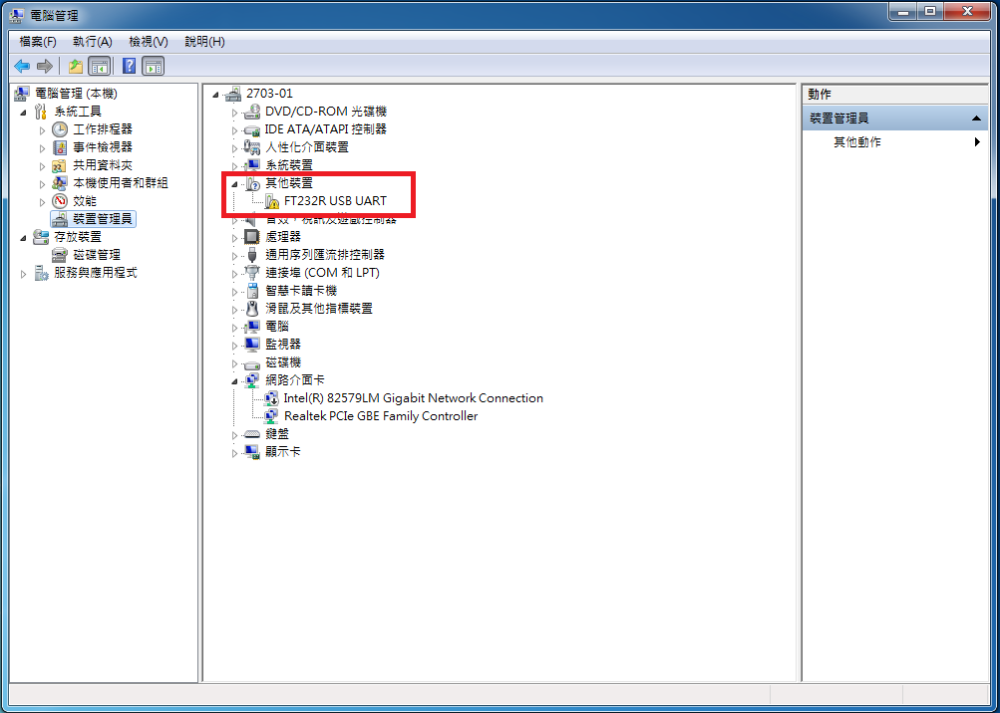 電腦管理
檔案(F) 執行(A) 檢視(V) 說明(H)
電腦管理 (本機)
系統工具
工作排程器
事件檢視器
共用資料夾
本機使用者和群組
效能
裝置管理員
存放裝置
磁碟管理
服務與應用程式
2703-01
DVD/CD-ROM 光碟機
IDE ATA/ATAPI 控制器
人性化介面裝置
系統裝置
其他裝置
FT232R USB UART
音效，視訊及遊戲控制器
處理器
通用序列匯流排控制器
連接埠 (COM 和 LPT)
智慧卡讀卡機
滑鼠及其他指標裝置
電腦
監視器
磁碟機
網路介面卡
Intel(R) 82579LM Gigabit Network Connection
Realtek PCIe GBE Family Controller
鍵盤
顯示卡
動作
裝置管理員
其他動作